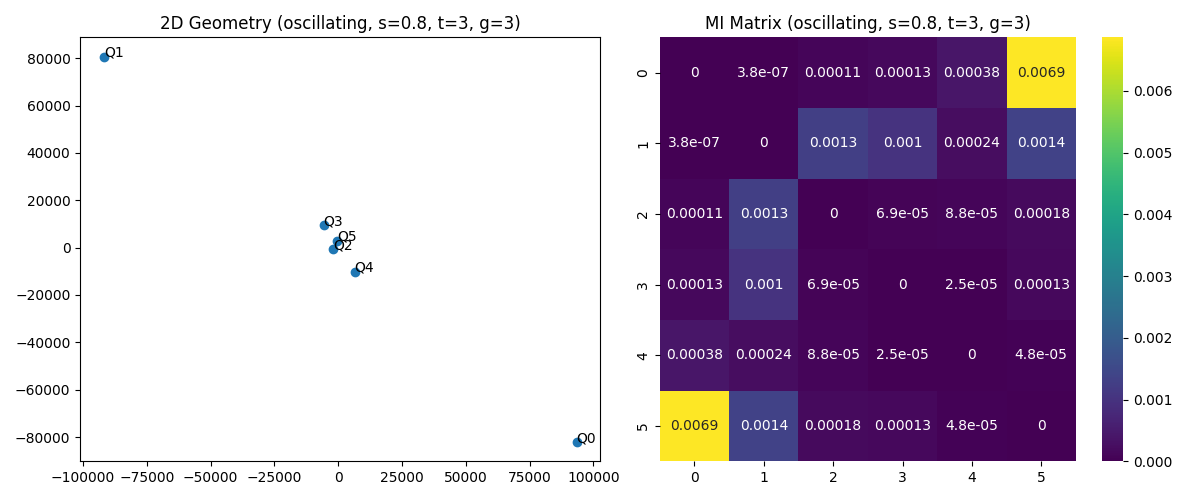 2D Geometry (oscillating, s=0.8, t=3, g=3)
80000
60000
40000
20000
0
−20000
−40000
−60000
−80000
−100000 −75000 −50000 −25000 0 25000 50000 75000 100000
Q1
Q3
Q5
Q2
Q4
Q0
MI Matrix (oscillating, s=0.8, t=3, g=3)
0 0 3.8e-07 0.00011 0.00013 0.00038 0.0069
1 3.8e-07 0 0.0013 0.001 0.00024 0.0014
2 0.00011 0.0013 0 6.9e-05 8.8e-05 0.00018
3 0.00013 0.001 6.9e-05 0 2.5e-05 0.00013
4 0.00038 0.00024 8.8e-05 2.5e-05 0 4.8e-05
5 0.0069 0.0014 0.00018 0.00013 4.8e-05 0
0 1 2 3 4 5
0.006
0.005
0.004
0.003
0.002
0.001
0.000